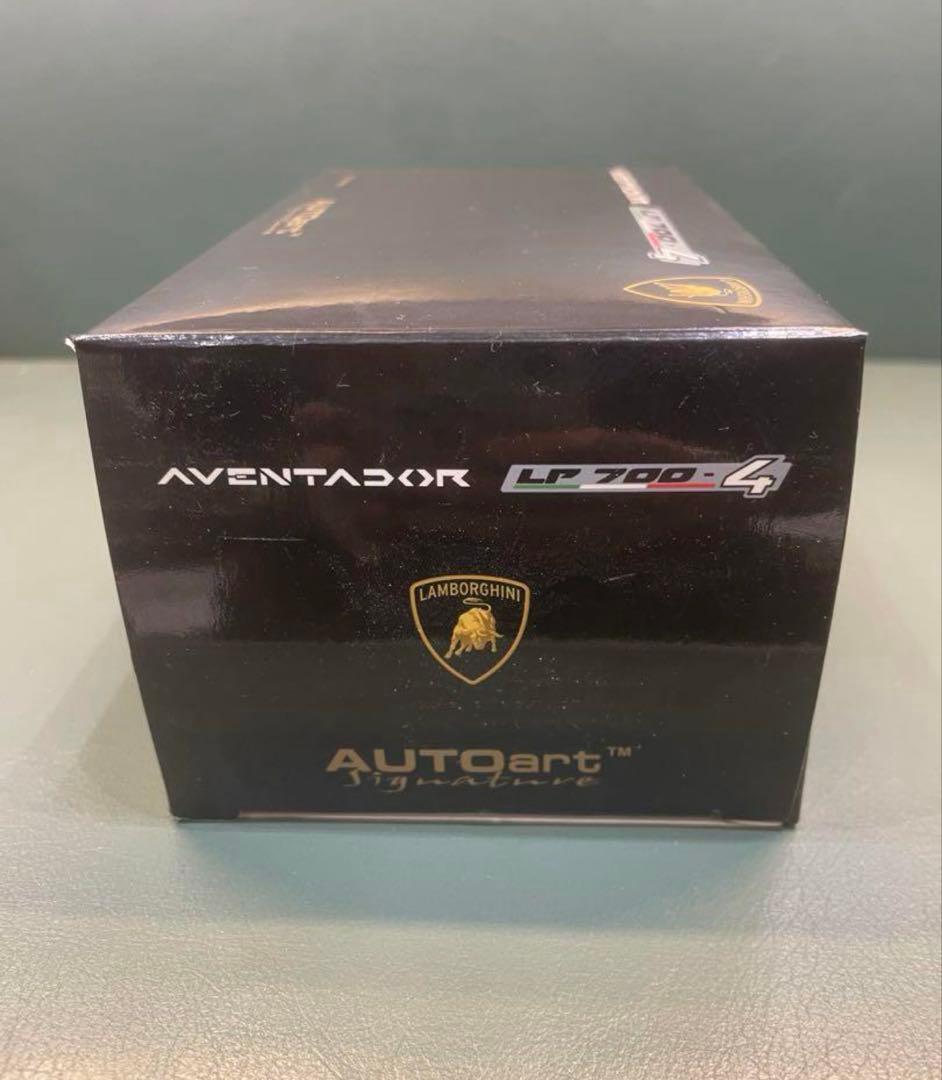 AVENTADOR LP 700-4
LAMBORGHINI
AUTOart™
Signature